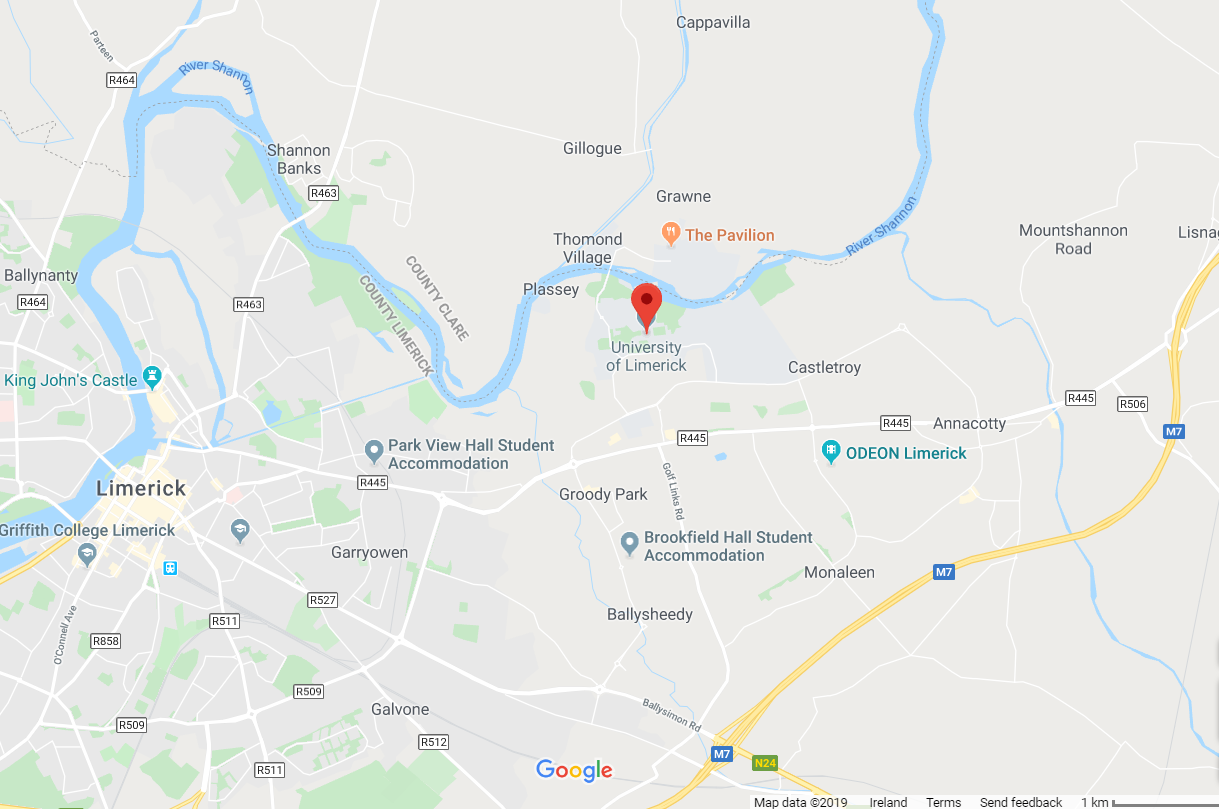 Cappavilla
Parteen
R464
River Shannon
Gillogue
Shannon
Banks
R463
Grawne
The Pavilion
Thomond
Village
River Shannon
Mountshannon
Road
Lisnag
Ballynanty
R464
R463
COUNTY CLARE
COUNTY LIMERICK
Plassey
University
of Limerick
Castletroy
King John's Castle
R445
R506
R445
Annacotty
M7
R445
Park View Hall Student
Accommodation
ODEON Limerick
R445
Golf Links Rd
Limerick
Groody Park
Griffith College Limerick
Garryowen
Brookfield Hall Student
Accommodation
Monaleen
M7
R527
R511
Ballysheedy
O'Connell Ave
R858
R509
Galvone
Ballysimon Rd
R509
R512
M7
N24
R511
Google
Map data ©2019 Ireland Terms Send feedback 1 km